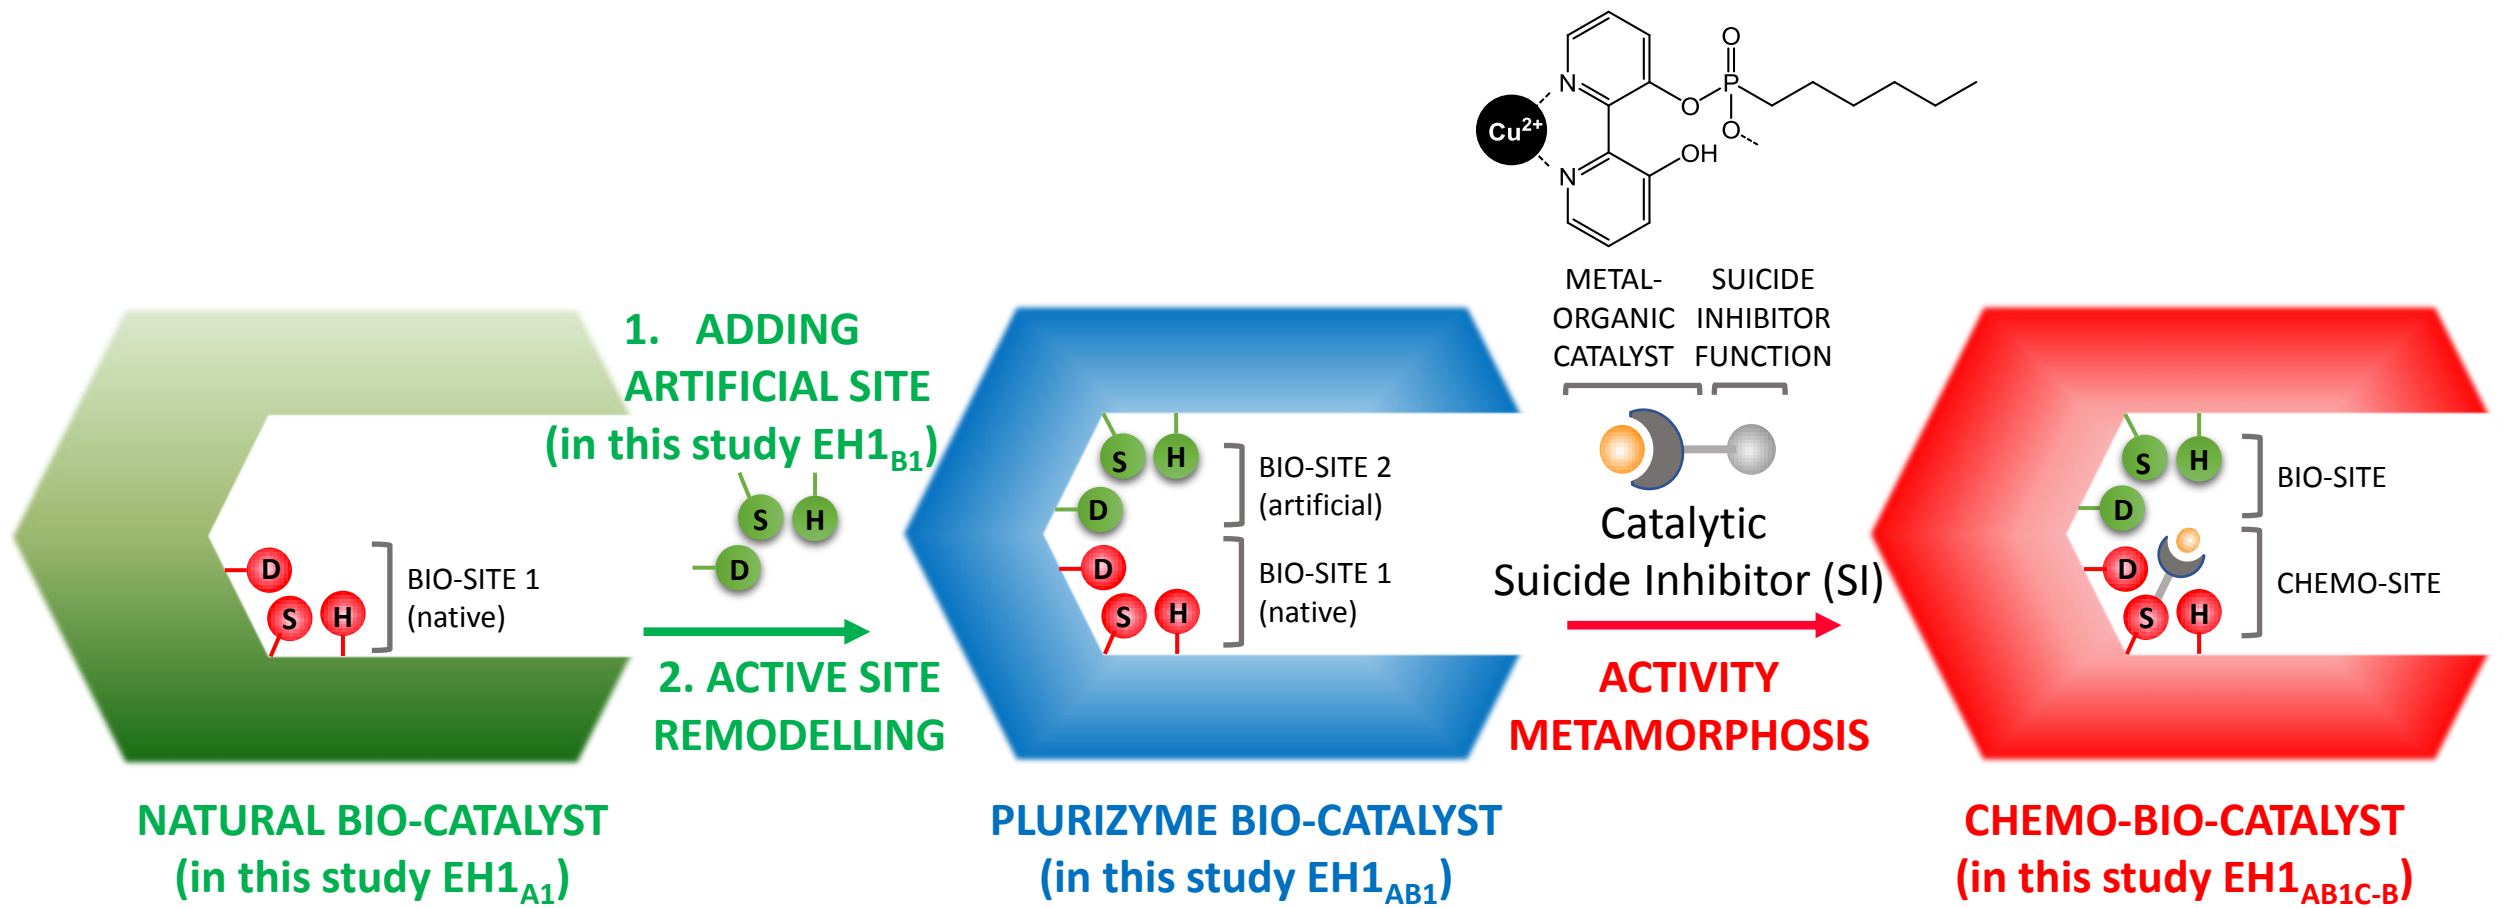 O
N
O
P
Cu2+
O
OH
N
METAL-
ORGANIC
CATALYST
SUICIDE
INHIBITOR
FUNCTION
1. ADDING
ARTIFICIAL SITE
(in this study EH1B1)
S H
D
2. ACTIVE SITE
REMODELLING
D
S H
BIO-SITE 1
(native)
NATURAL BIO-CATALYST
(in this study EH1A1)
S H
D
BIO-SITE 2
(artificial)
D
S H
BIO-SITE 1
(native)
PLURIZYME BIO-CATALYST
(in this study EH1AB1)
Catalytic
Suicide Inhibitor (SI)
ACTIVITY
METAMORPHOSIS
S H
D
BIO-SITE
D
S H
CHEMO-SITE
CHEMO-BIO-CATALYST
(in this study EH1AB1C-B)